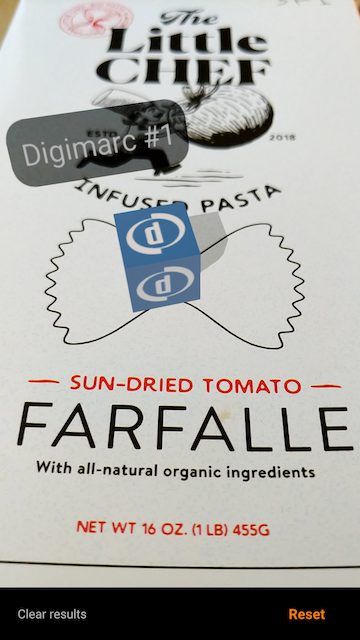 The
Little
CHEF
ESTD
2018
Digimarc #1
INFUSED PASTA
SUN-DRIED TOMATO
FARFALLE
With all-natural organic ingredients
NET WT 16 OZ. (1 LB) 455G
Clear results
Reset